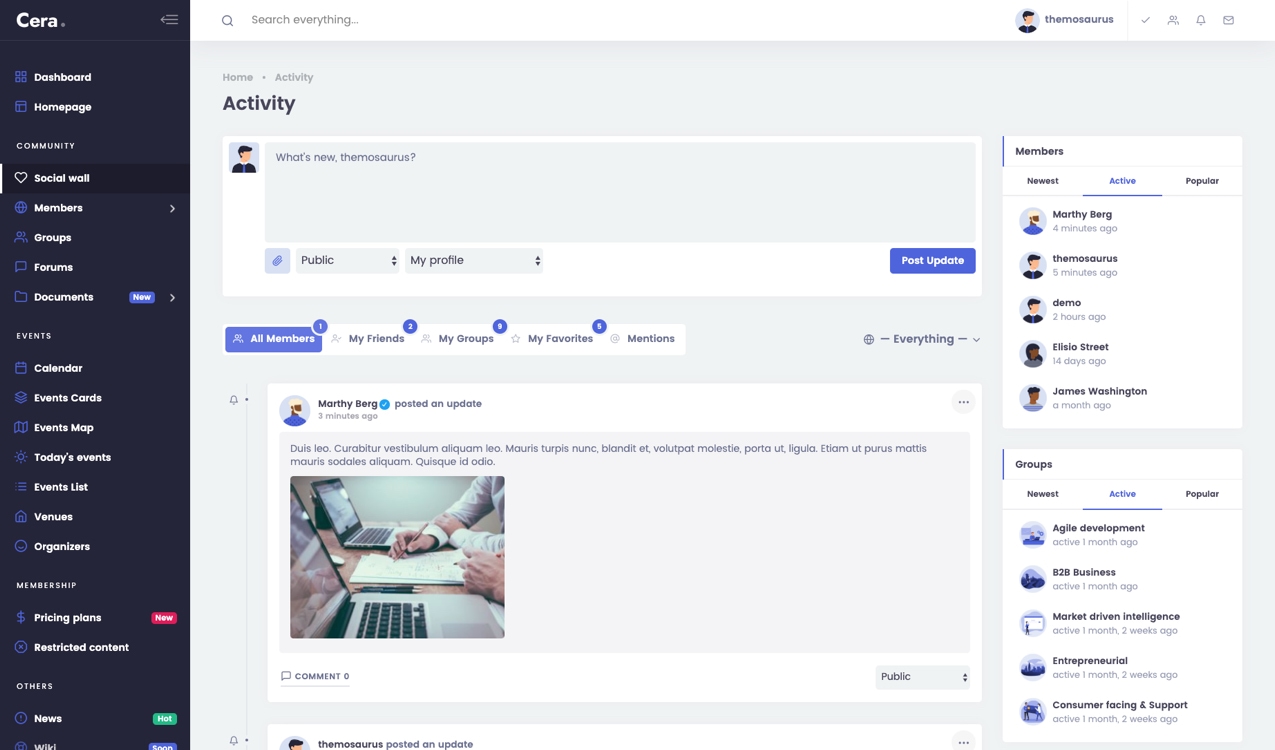 Cera.
Search everything...
themosaurus
Dashboard
Homepage
COMMUNITY
Social wall
Members
Groups
Forums
Documents New
EVENTS
Calendar
Events Cards
Events Map
Today's events
Events List
Venues
Organizers
MEMBERSHIP
Pricing plans New
Restricted content
OTHERS
News Hot
Wiki Soon
Home • Activity
Activity
What's new, themosaurus?
Public My profile Post Update
All Members 1 My Friends 2 My Groups 9 My Favorites 5 Mentions
— Everything —
Marthy Berg posted an update
3 minutes ago
Duis leo. Curabitur vestibulum aliquam leo. Mauris turpis nunc, blandit et, volutpat molestie, porta ut, ligula. Etiam ut purus mattis
mauris sodales aliquam. Quisque id odio.
COMMENT 0
Public
themosaurus posted an update
Members
Newest Active Popular
Marthy Berg
4 minutes ago
themosaurus
5 minutes ago
demo
2 hours ago
Elisio Street
14 days ago
James Washington
a month ago
Groups
Newest Active Popular
Agile development
active 1 month ago
B2B Business
active 1 month ago
Market driven intelligence
active 1 month, 2 weeks ago
Entrepreneurial
active 1 month, 2 weeks ago
Consumer facing & Support
active 1 month, 2 weeks ago